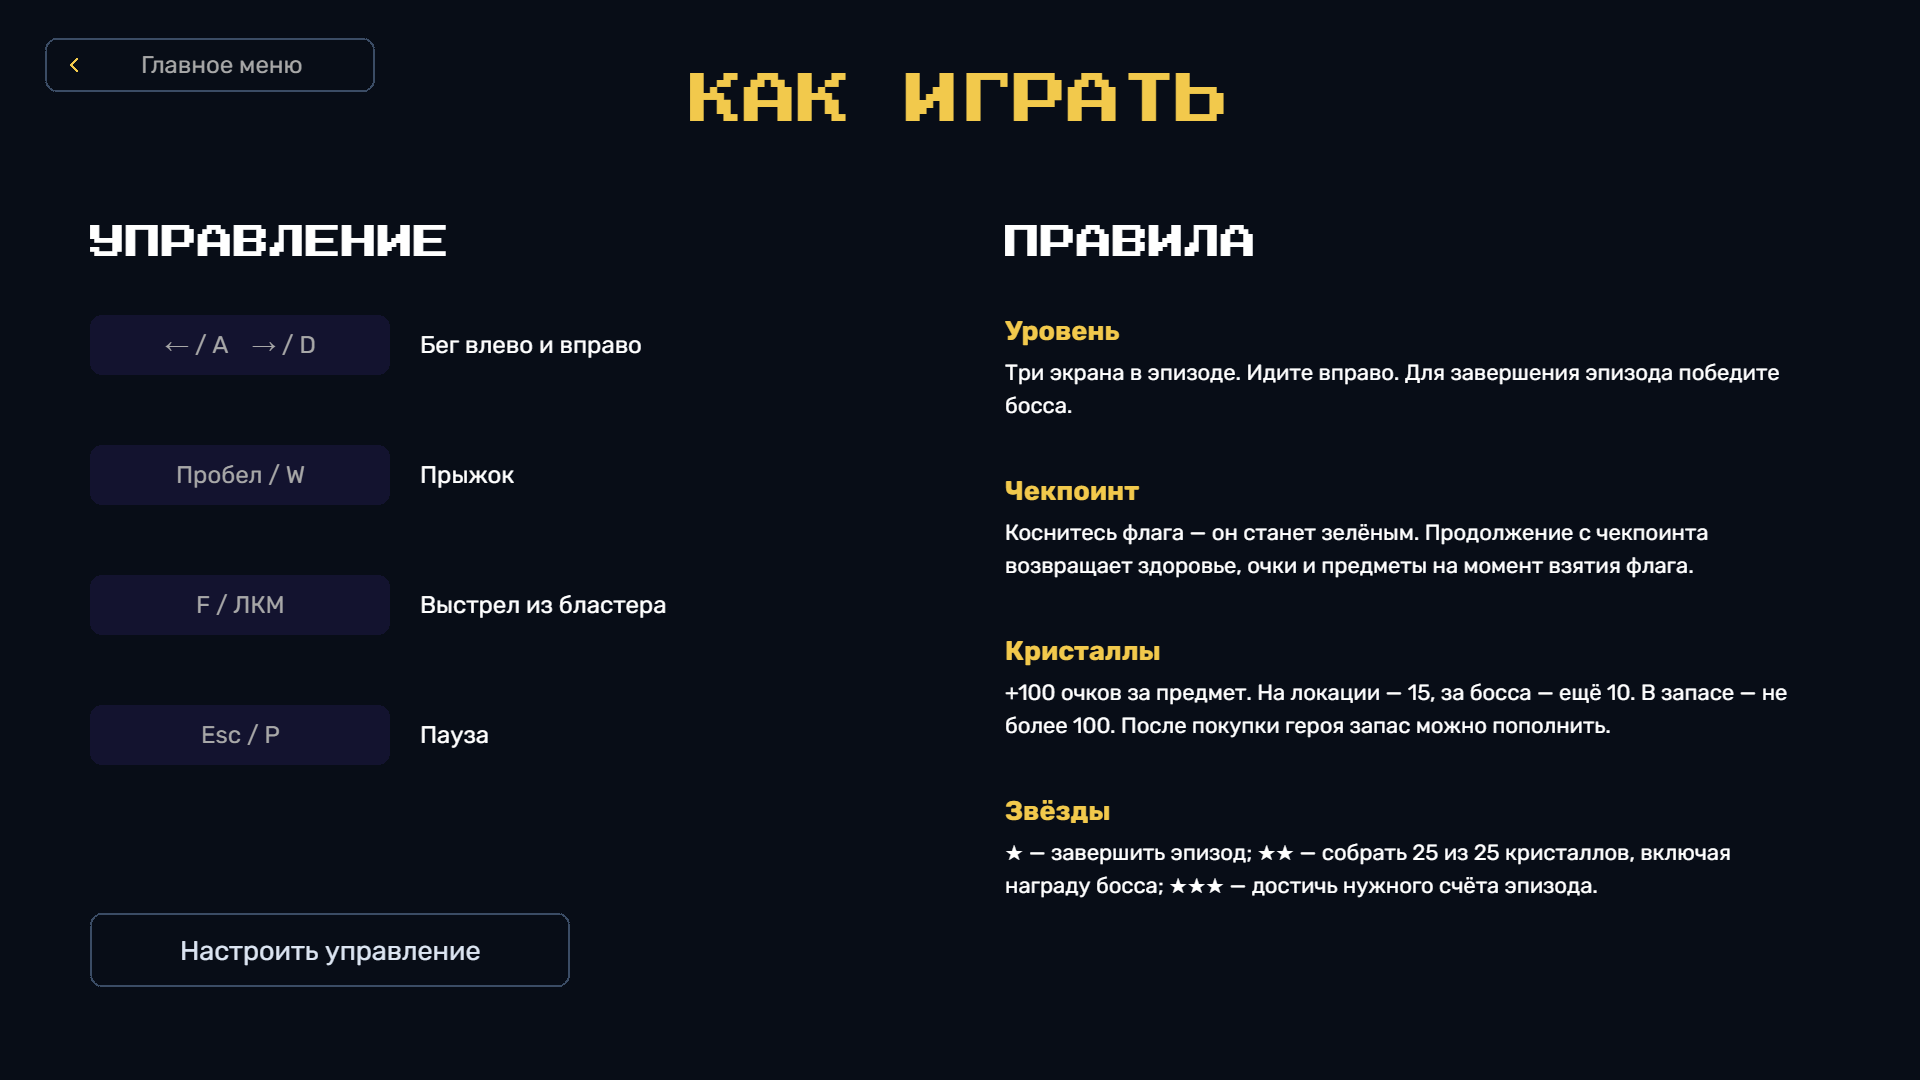 Главное меню
КАК ИГРАТЬ
УПРАВЛЕНИЕ
← / A → / D
Бег влево и вправо
Пробел / W
Прыжок
F / ЛКМ
Выстрел из бластера
Esc / P
Пауза
Настроить управление
ПРАВИЛА
Уровень
Три экрана в эпизоде. Идите вправо. Для завершения эпизода победите
босса.
Чекпоинт
Коснитесь флага — он станет зелёным. Продолжение с чекпоинта
возвращает здоровье, очки и предметы на момент взятия флага.
Кристаллы
+100 очков за предмет. На локации — 15, за босса — ещё 10. В запасе — не
более 100. После покупки героя запас можно пополнить.
Звёзды
★ — завершить эпизод; ★★ — собрать 25 из 25 кристаллов, включая
награду босса; ★★★ — достичь нужного счёта эпизода.